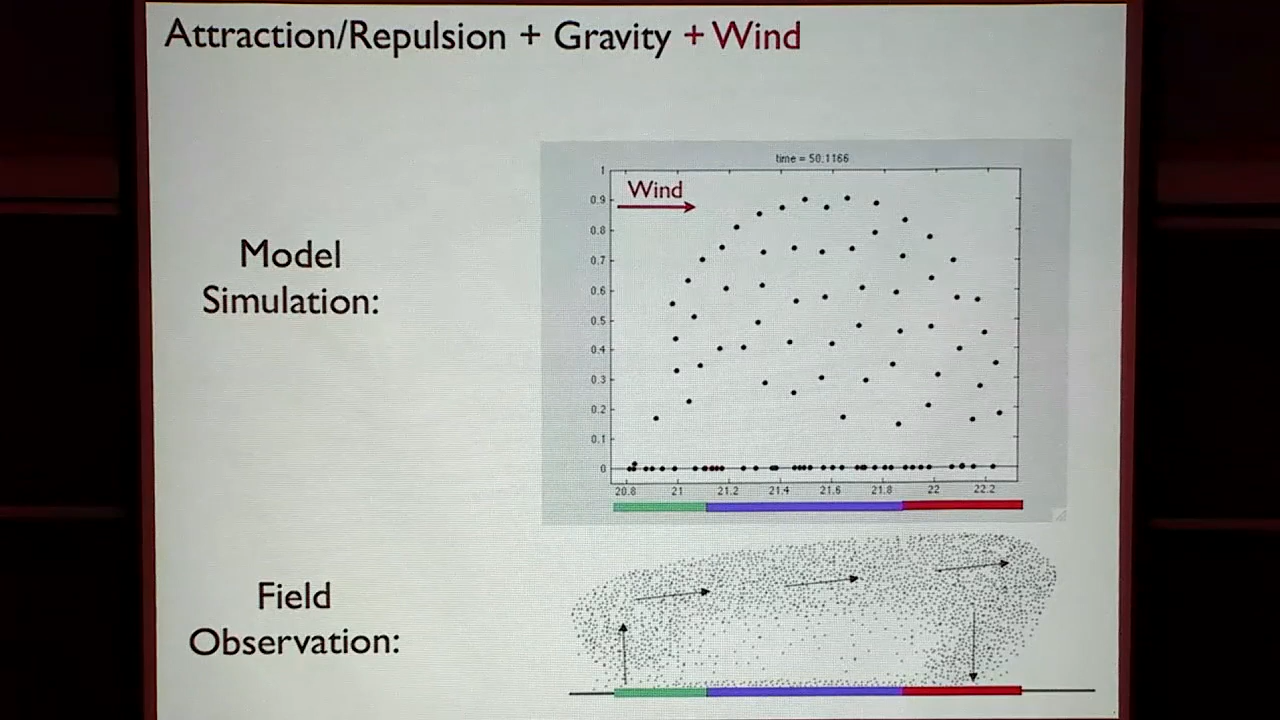 Attraction/Repulsion + Gravity + Wind
time = 50.1166
Wind
Model
Simulation:
1
0.9
0.8
0.7
0.6
0.5
0.4
0.3
0.2
0.1
0
20.8 21 21.2 21.4 21.6 21.8 22 22.2
Field
Observation: